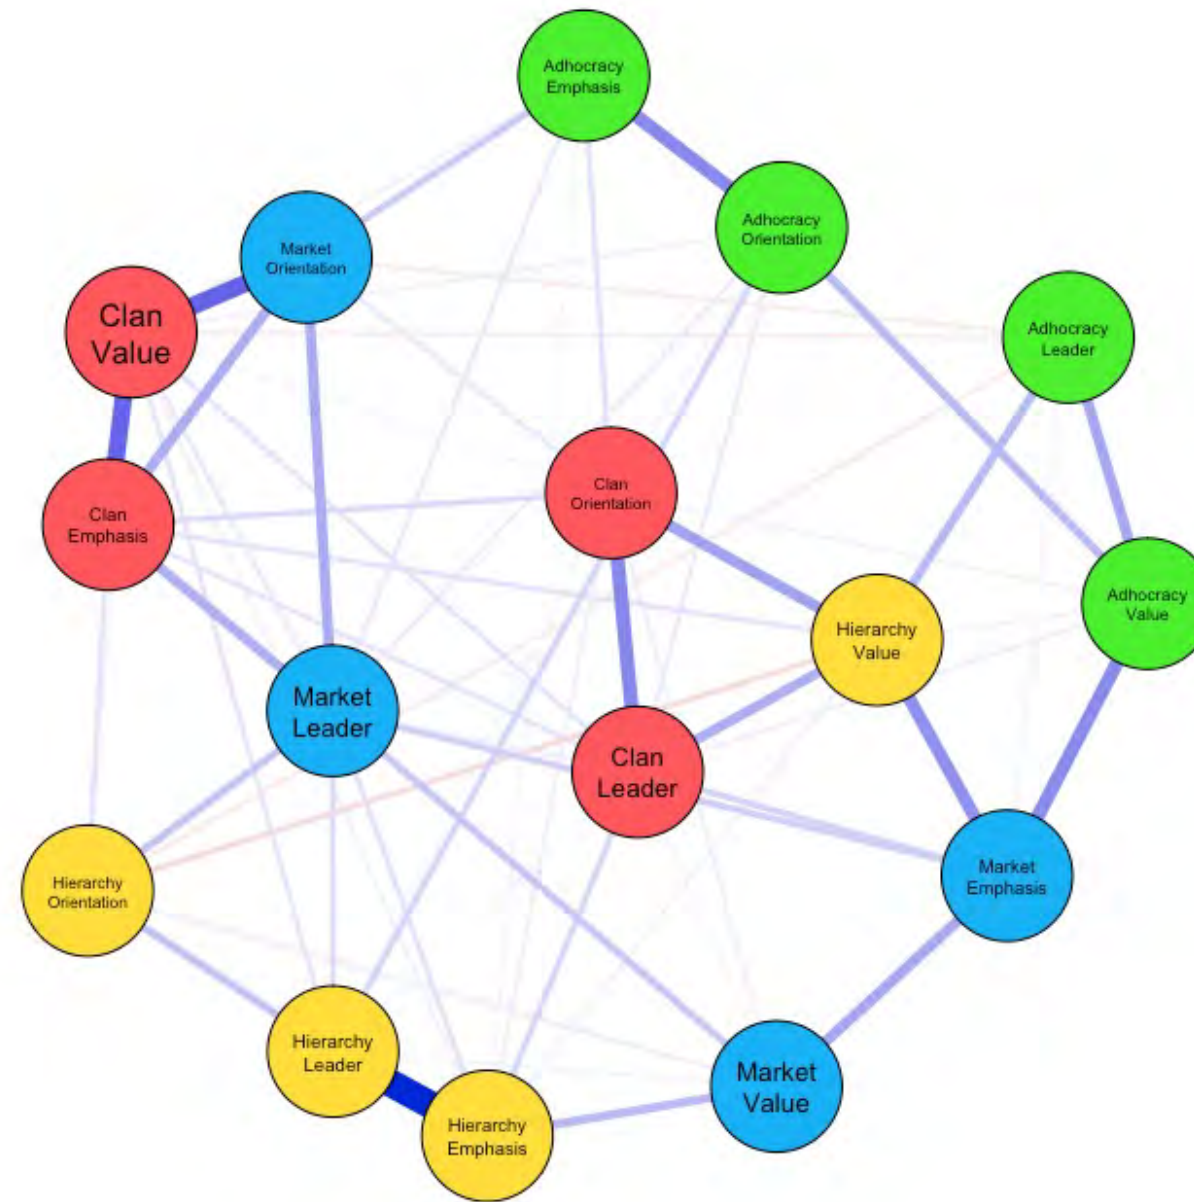 Adhocracy
Emphasis
Adhocracy
Orientation
Market
Orientation
Clan
Value
Adhocracy
Leader
Clan
Orientation
Clan
Emphasis
Adhocracy
Value
Hierarchy
Value
Market
Leader
Clan
Leader
Market
Emphasis
Hierarchy
Orientation
Hierarchy
Leader
Market
Value
Hierarchy
Emphasis